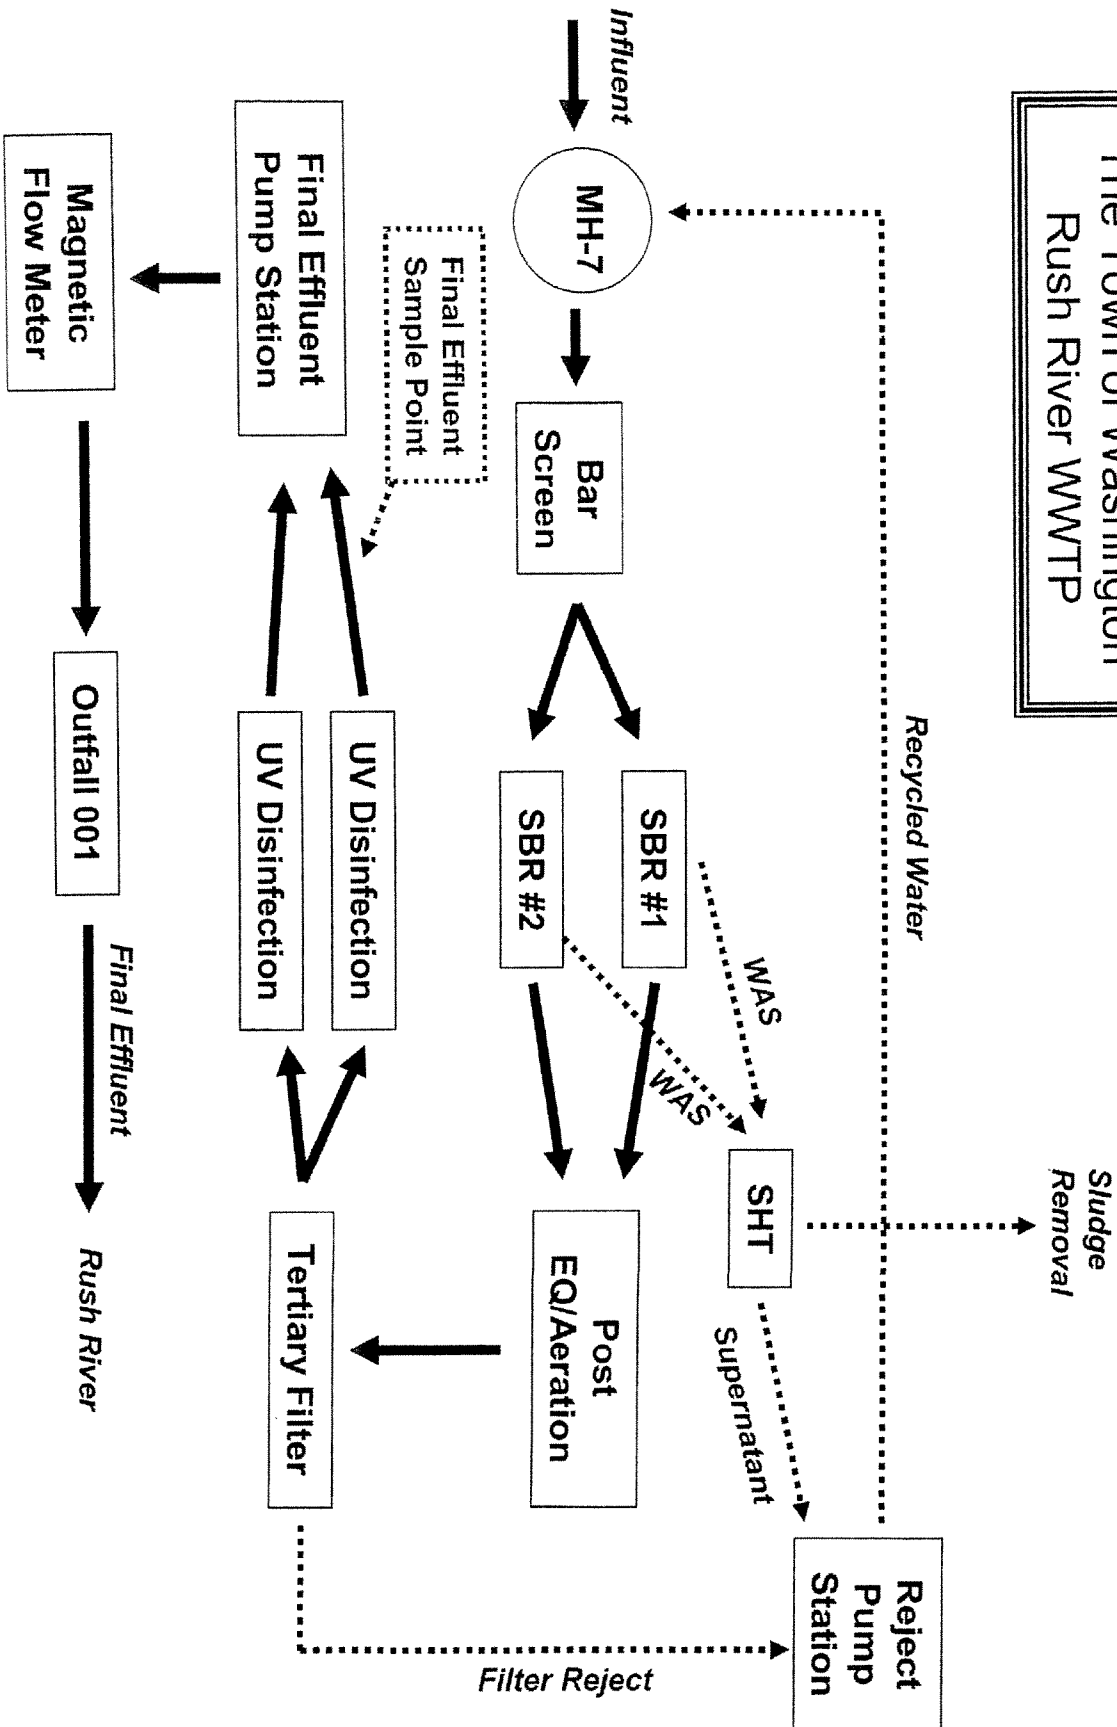 The Town of Washington
Rush River WWTP
Sludge
Removal
Recycled Water
Reject
Pump
Station
WAS
SHT
Supernatant
WAS
Influent
MH-7
Bar
Screen
SBR #1
SBR #2
Post
EQ/Aeration
Filter Reject
Final Effluent
Sample Point
Final Effluent
Pump Station
UV Disinfection
UV Disinfection
Tertiary Filter
Magnetic
Flow Meter
Outfall 001
Final Effluent
Rush River